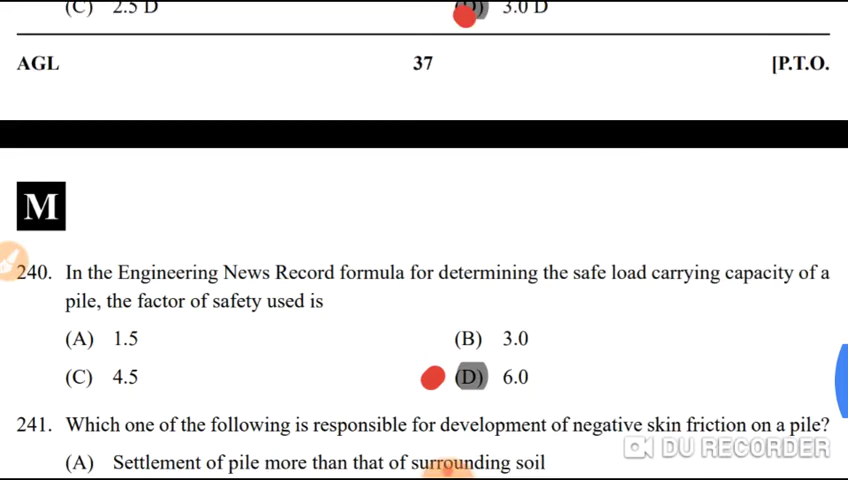 (C) 2.5 D (D) 3.0 D
AGL 37 [P.T.O.
M
240. In the Engineering News Record formula for determining the safe load carrying capacity of a
pile, the factor of safety used is
(A) 1.5 (B) 3.0
(C) 4.5 (D) 6.0
241. Which one of the following is responsible for development of negative skin friction on a pile?
DU RECORDER
(A) Settlement of pile more than that of surrounding soil